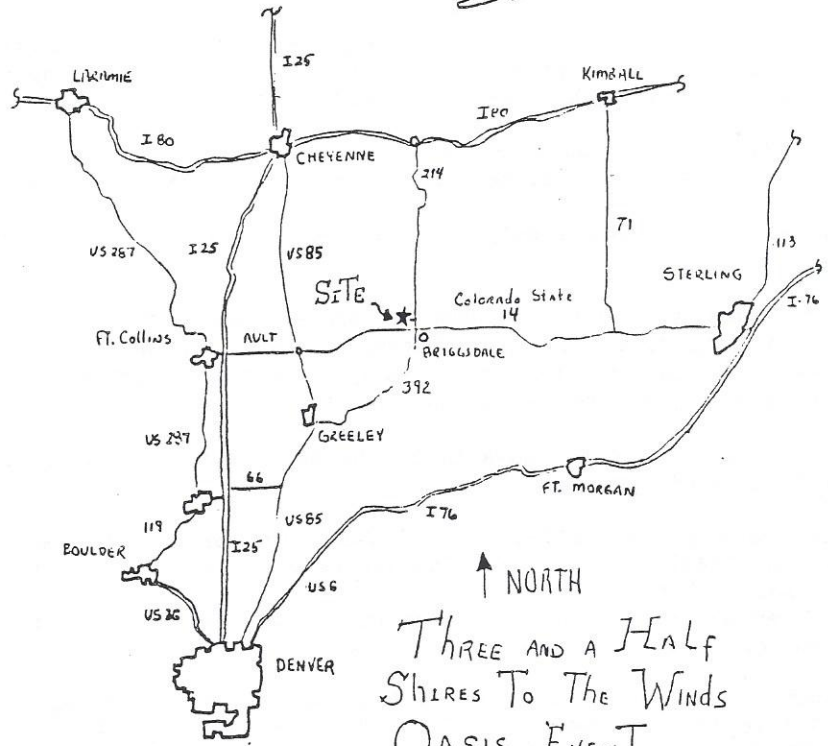 I25
LARAMIE
KIMBALL
I80
I80
CHEYENNE
214
71
113
US 287
I25
US85
STERLING
SITE
Colorado State
14
I-76
FT. COLLINS
AULT
BRIGGSDALE
392
GREELEY
US 287
66
FT. MORGAN
119
US85
I76
BOULDER
I25
US6
NORTH
US 36
THREE AND A HALF
DENVER
SHIRES TO THE WINDS
OASIS EVENT